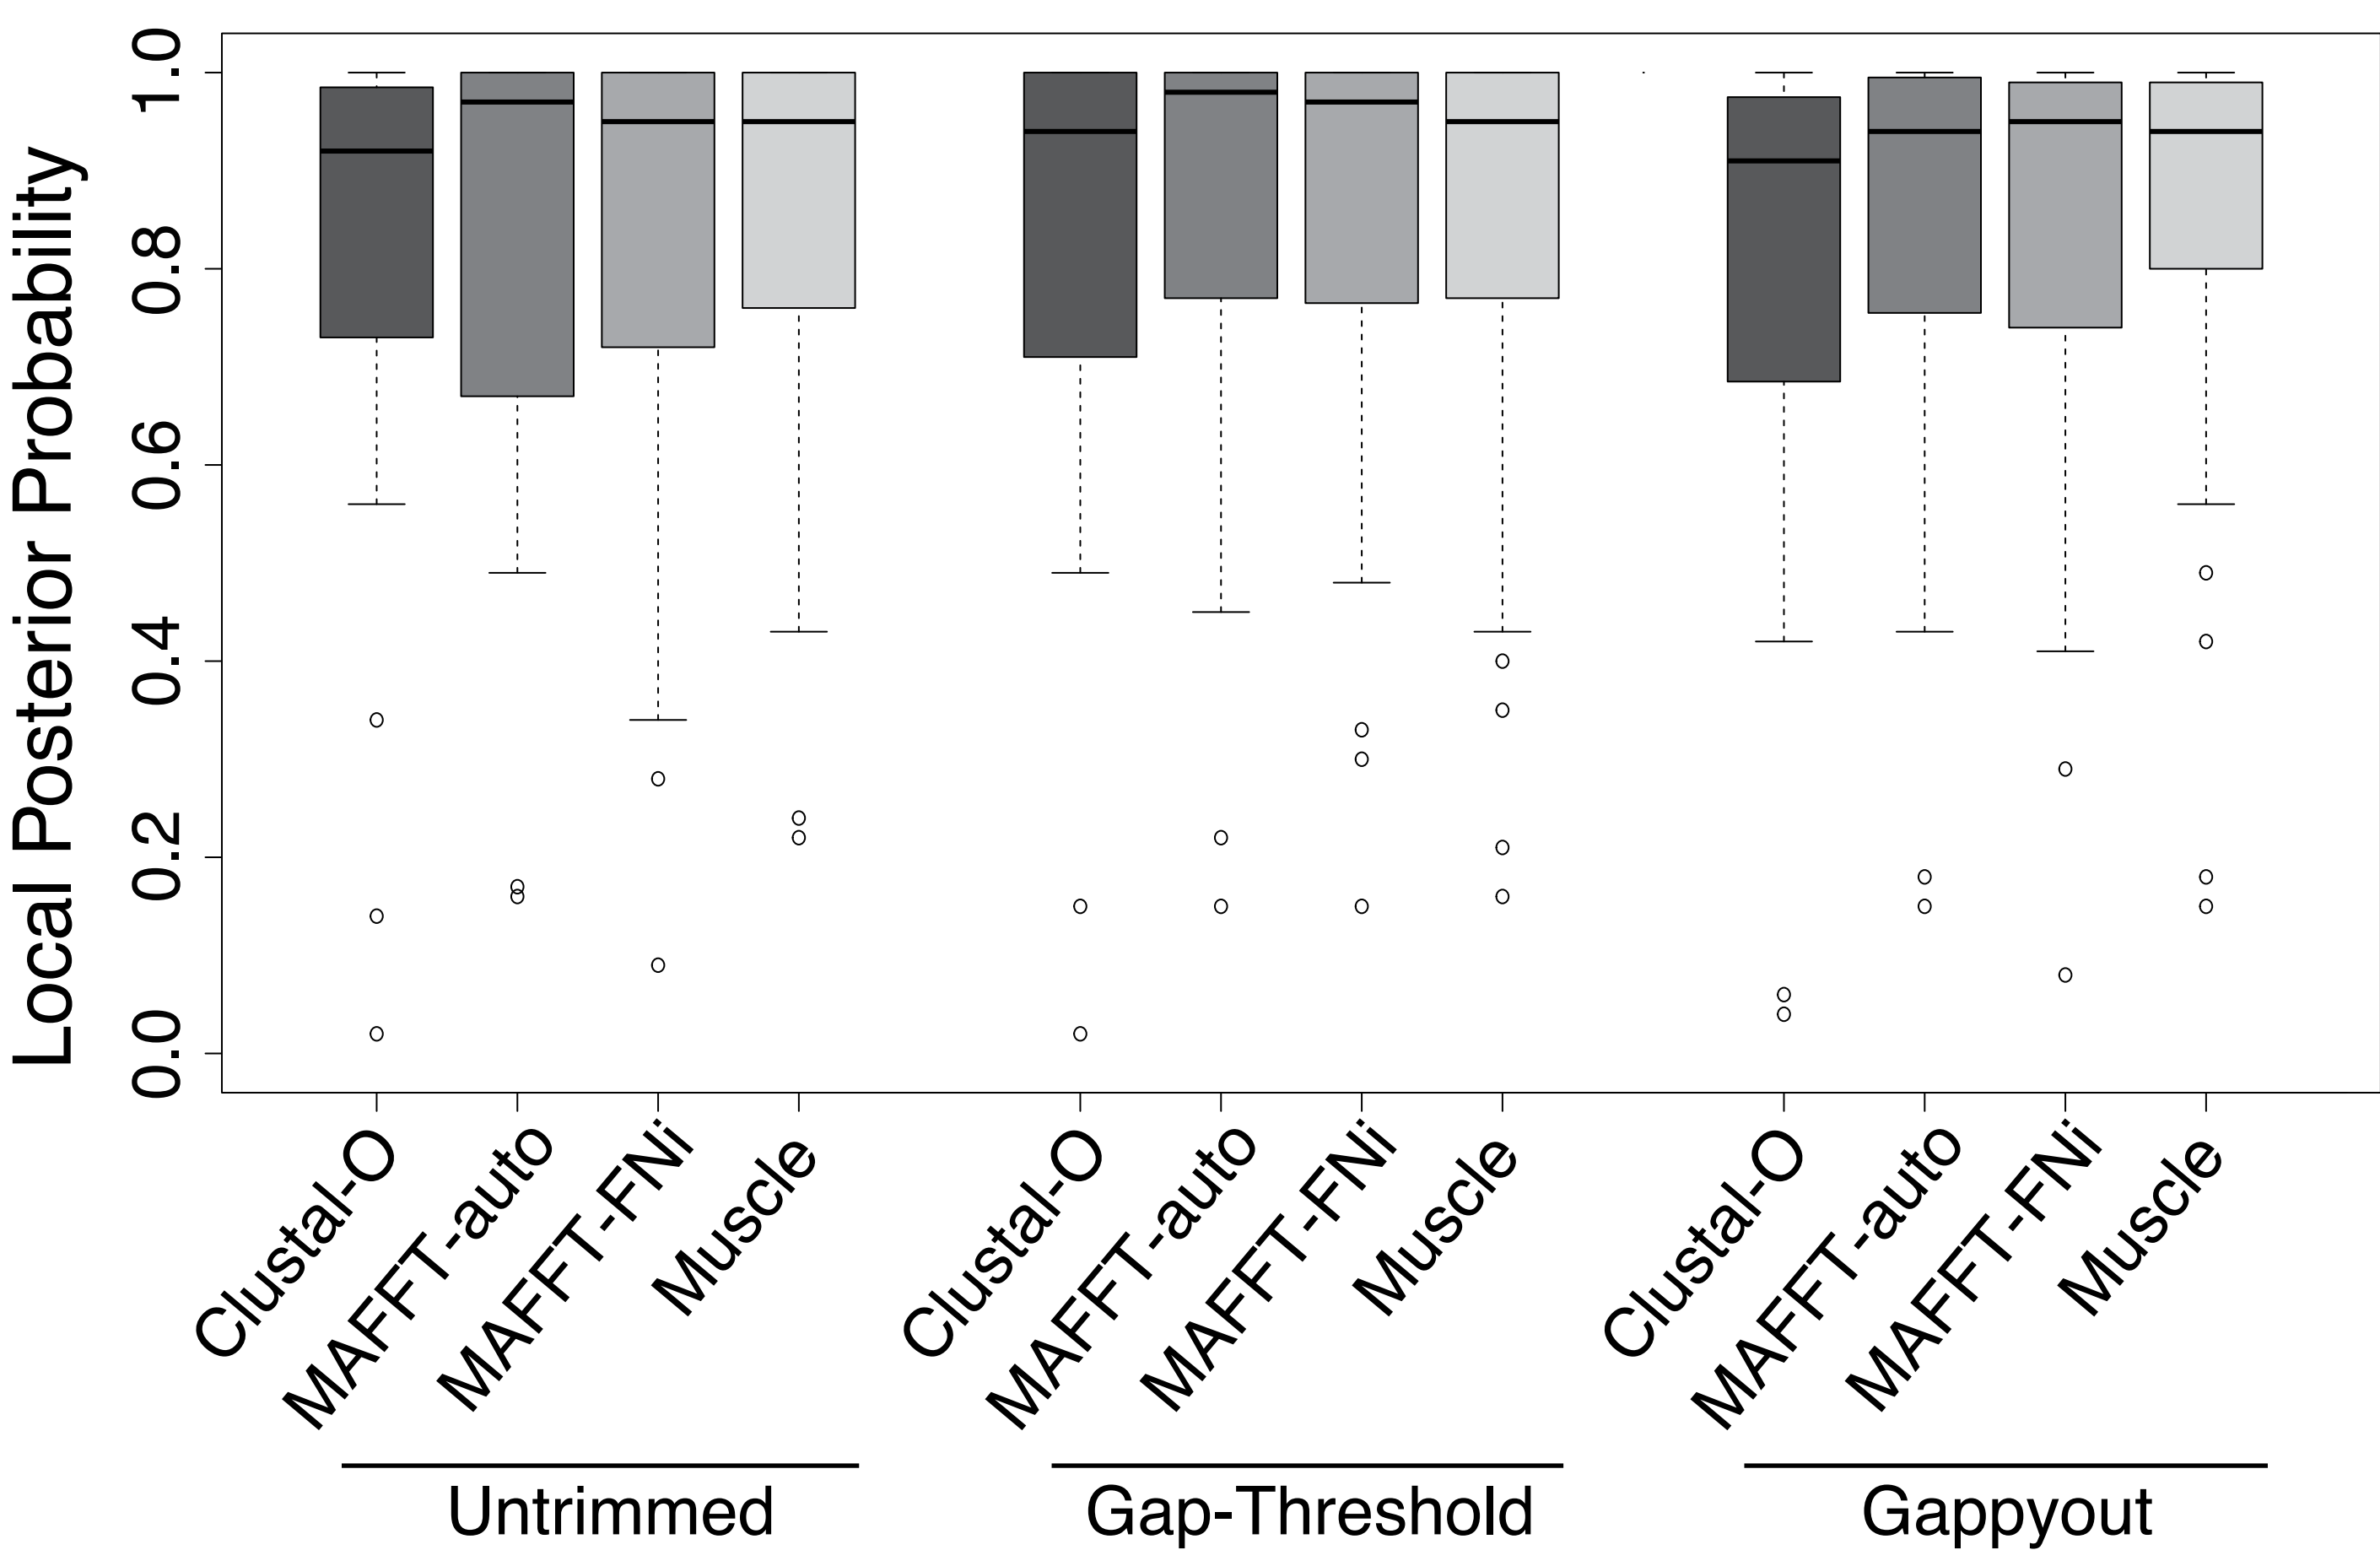 Local Posterior Probability
1.0
0.8
0.6
0.4
0.2
0.0
Clustal-O
MAFFT-auto
MAFFT-FNi
Muscle
Clustal-O
MAFFT-auto
MAFFT-FNi
Muscle
Clustal-O
MAFFT-auto
MAFFT-FNi
Muscle
Untrimmed
Gap-Threshold
Gappyout